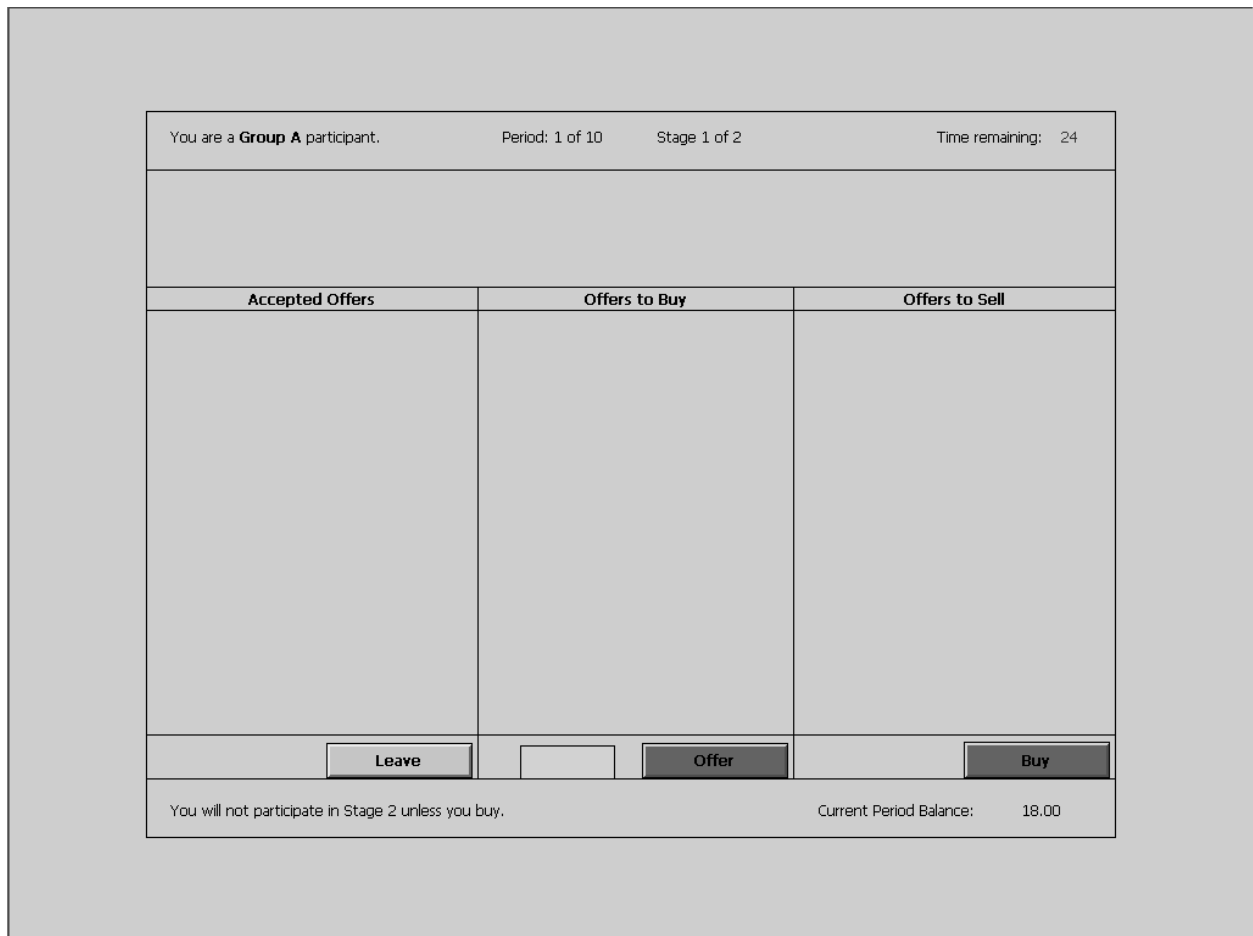 You are a Group A participant. Period: 1 of 10 Stage 1 of 2 Time remaining: 24
Accepted Offers Offers to Buy Offers to Sell
Leave Offer Buy
You will not participate in Stage 2 unless you buy. Current Period Balance: 18.00